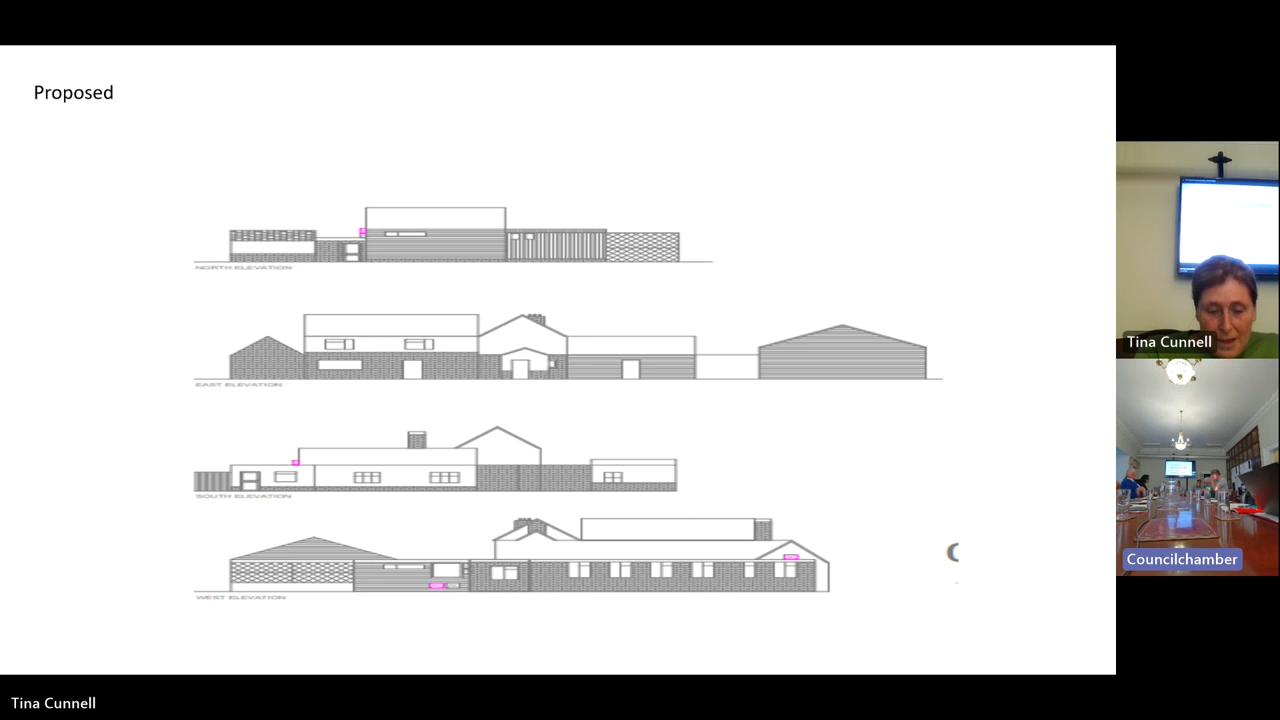 Proposed
NORTH ELEVATION
EAST ELEVATION
SOUTH ELEVATION
WEST ELEVATION
Tina Cunnell
Councilchamber
Tina Cunnell